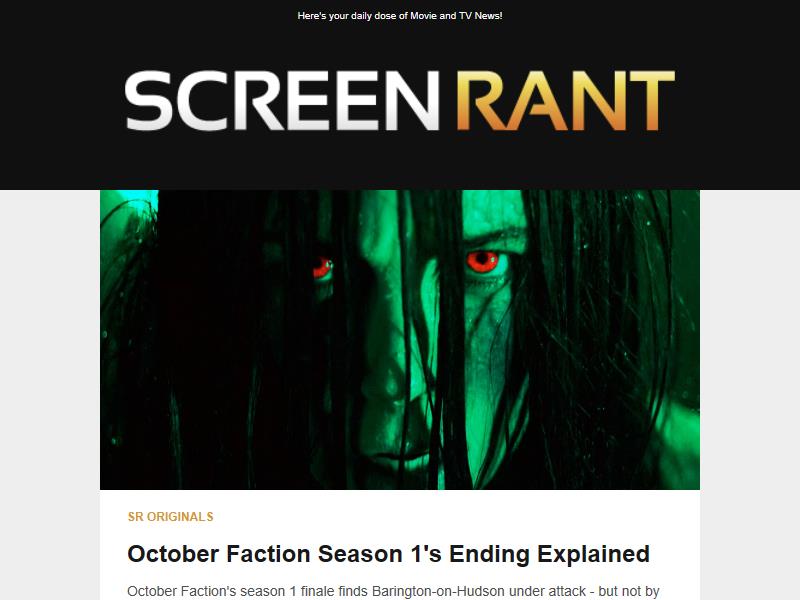 Here's your daily dose of Movie and TV News!
SCREEN RANT
SR ORIGINALS
October Faction Season 1's Ending Explained
October Faction's season 1 finale finds Barington-on-Hudson under attack - but not by